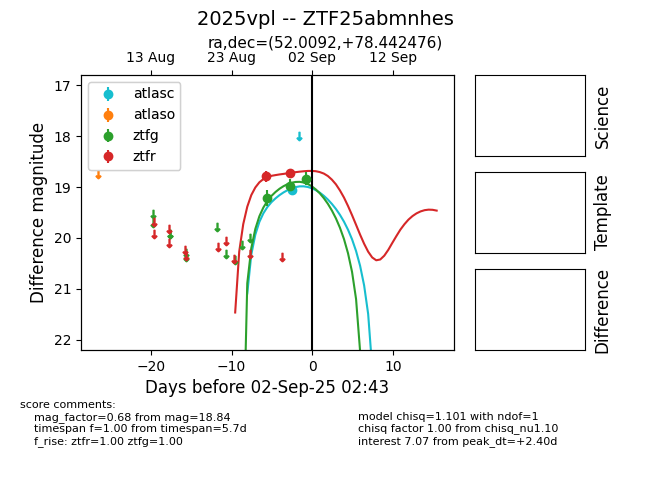 2025vpl -- ZTF25abmnhes
ra,dec=(52.0092,+78.442476)
13 Aug 23 Aug 02 Sep 12 Sep
atlasc
atlaso
ztfg
ztfr
17
18
19
20
21
22
Difference magnitude
−20 −10 0 10
Days before 02-Sep-25 02:43
Science
Template
Difference
score comments:
mag_factor=0.68 from mag=18.84
timespan f=1.00 from timespan=5.7d
f_rise: ztfr=1.00 ztfg=1.00
model chisq=1.101 with ndof=1
chisq factor 1.00 from chisq_nu1.10
interest 7.07 from peak_dt=+2.40d